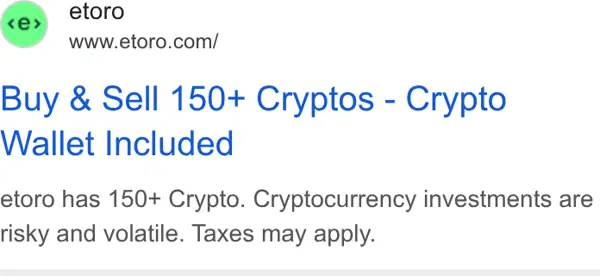 <e>
etoro
www.etoro.com/
Buy & Sell 150+ Cryptos - Crypto
Wallet Included
etoro has 150+ Crypto. Cryptocurrency investments are
risky and volatile. Taxes may apply.